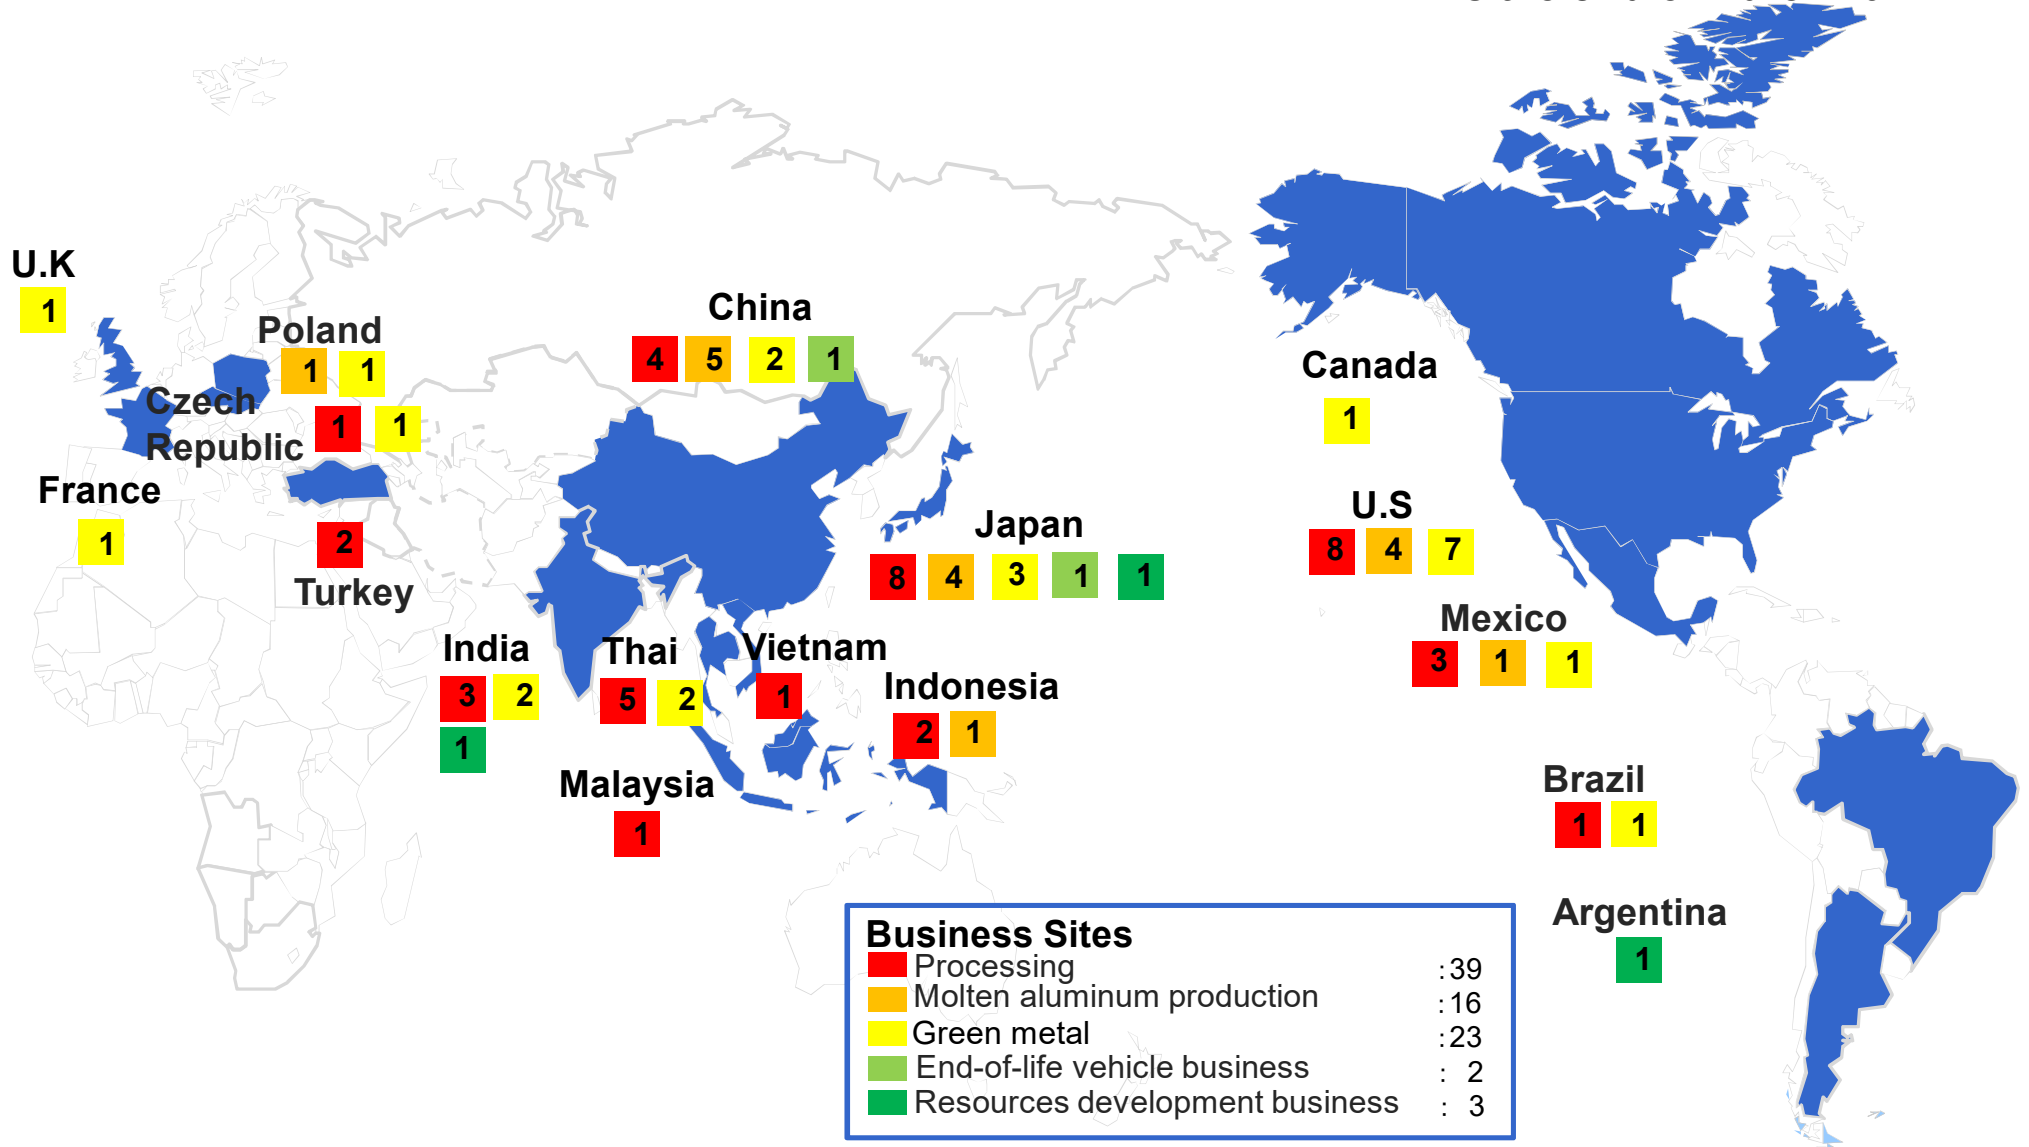 U.K
1
Poland
1 1
Czech
Republic
1 1
France
1
2
Turkey
China
4 5 2 1
Japan
8 4 3 1 1
India
3 2
1
Thai
5 2
Vietnam
1
Indonesia
2 1
Malaysia
1
Canada
1
U.S
8 4 7
Mexico
3 1 1
Brazil
1 1
Argentina
1
Business Sites
Processing :39
Molten aluminum production :16
Green metal :23
End-of-life vehicle business : 2
Resources development business : 3